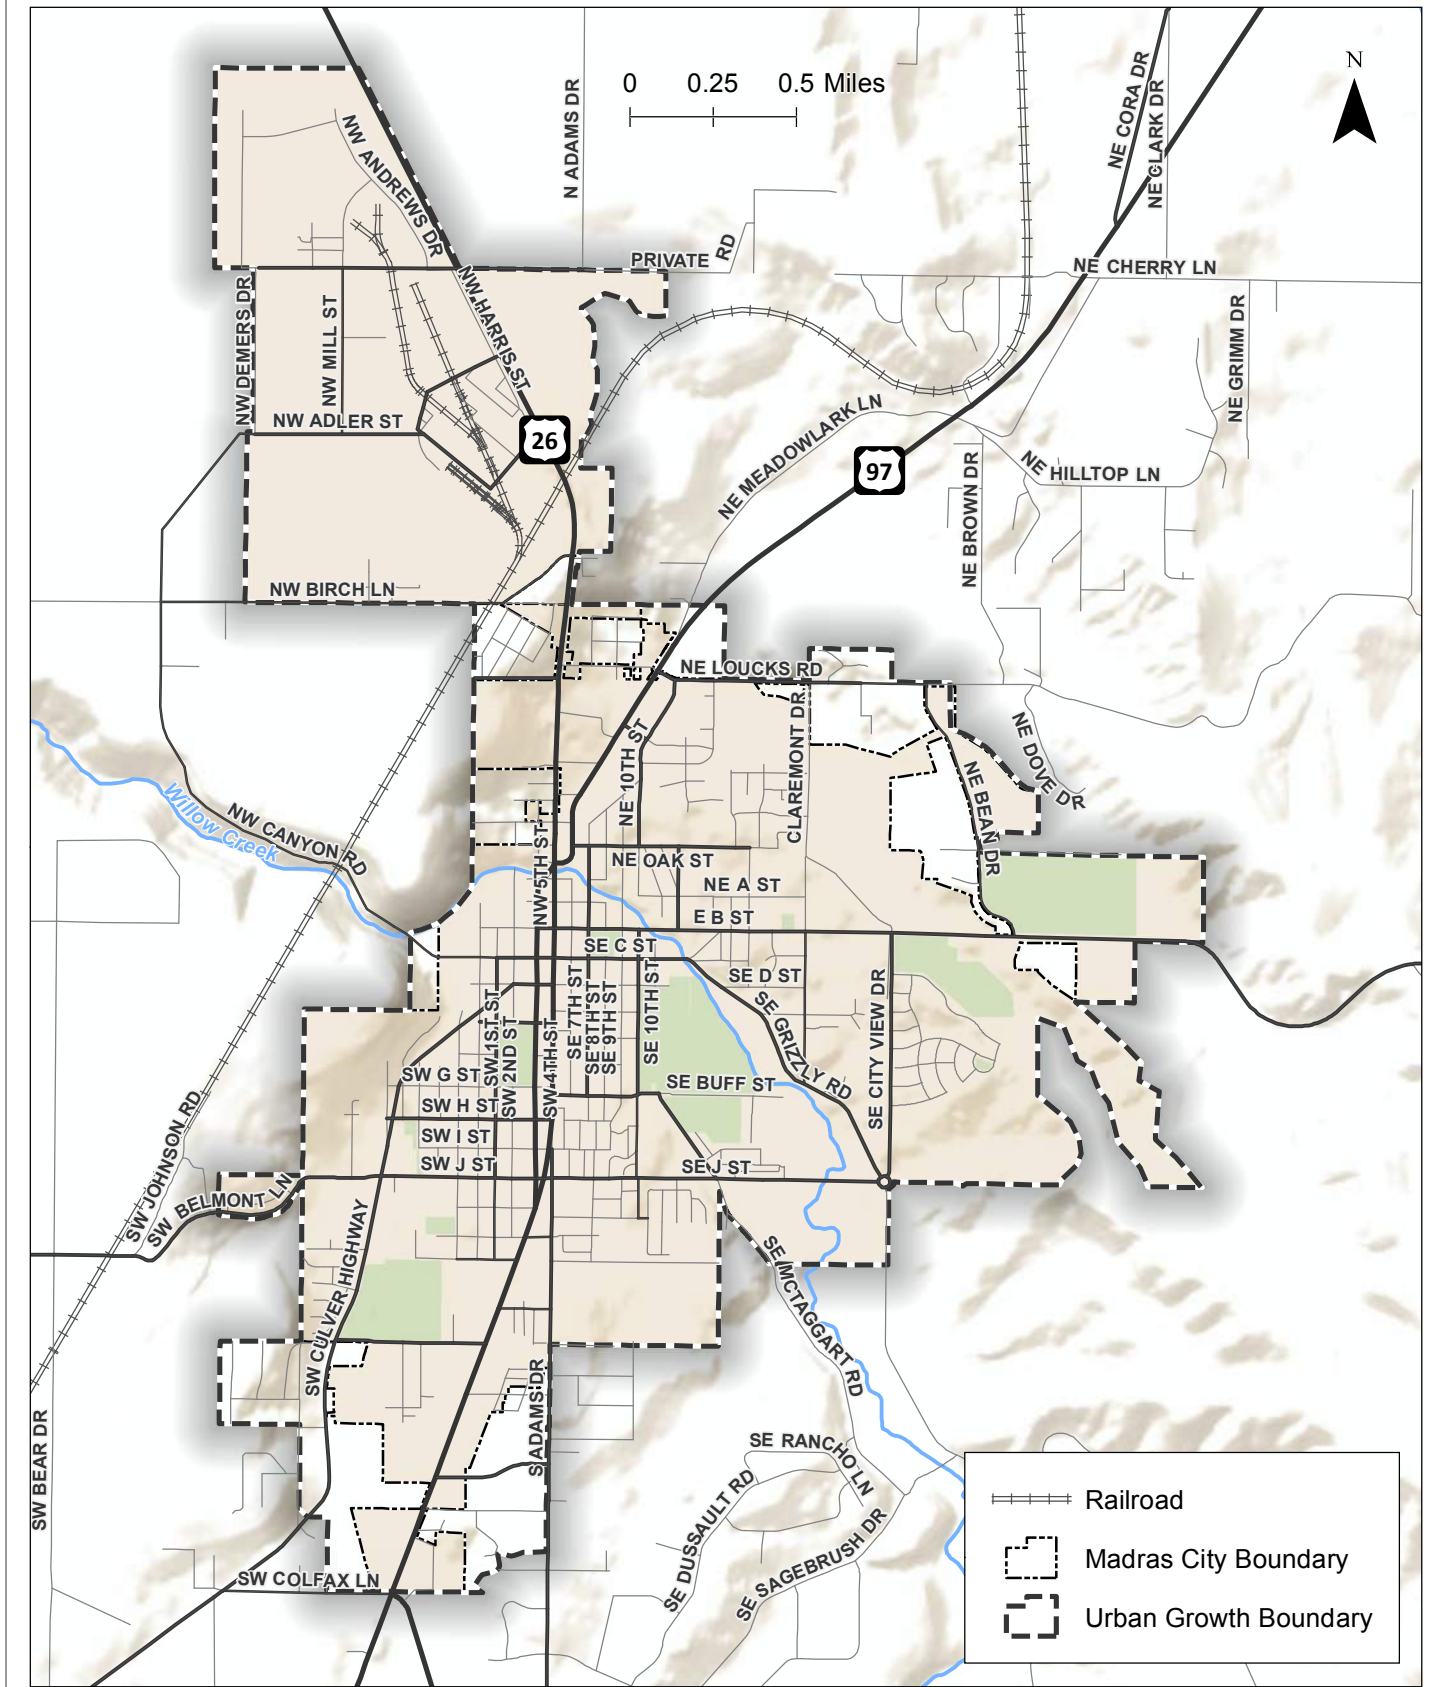 0 0.25 0.5 Miles
N
N ADAMS DR
NE CORA DR
NE CLARK DR
NW ANDREWS DR
PRIVATE RD
NE CHERRY LN
NW DEMERS DR
NW MILL ST
NW HARRIS ST
NE GRIMM DR
NW ADLER ST
26
NE MEADOWLARK LN
97
NE HILLTOP LN
NE BROWN DR
NW BIRCH LN
NE LOUCKS RD
CLAREMONT DR
NE DOVE DR
NE 10TH ST
NE BEAN DR
Willow Creek
NW CANYON RD
NW 5TH ST
NE OAK ST
NE A ST
E B ST
SE C ST
SE D ST
SE GRIZZLY RD
SE CITY VIEW DR
SW 1ST ST
SW 2ND ST
SW 4TH ST
SE 7TH ST
SE 8TH ST
SE 9TH ST
SE 10TH ST
SW G ST
SE BUFF ST
SW H ST
SW I ST
SW J ST
SE J ST
SW JOHNSON RD
SW BELMONT LN
SW CULVER HIGHWAY
SE MCTAGGART RD
S ADAMS DR
SW BEAR DR
SE RANCHO LN
SE DUSSAULT RD
SE SAGEBRUSH DR
SW COLFAX LN
Railroad
Madras City Boundary
Urban Growth Boundary